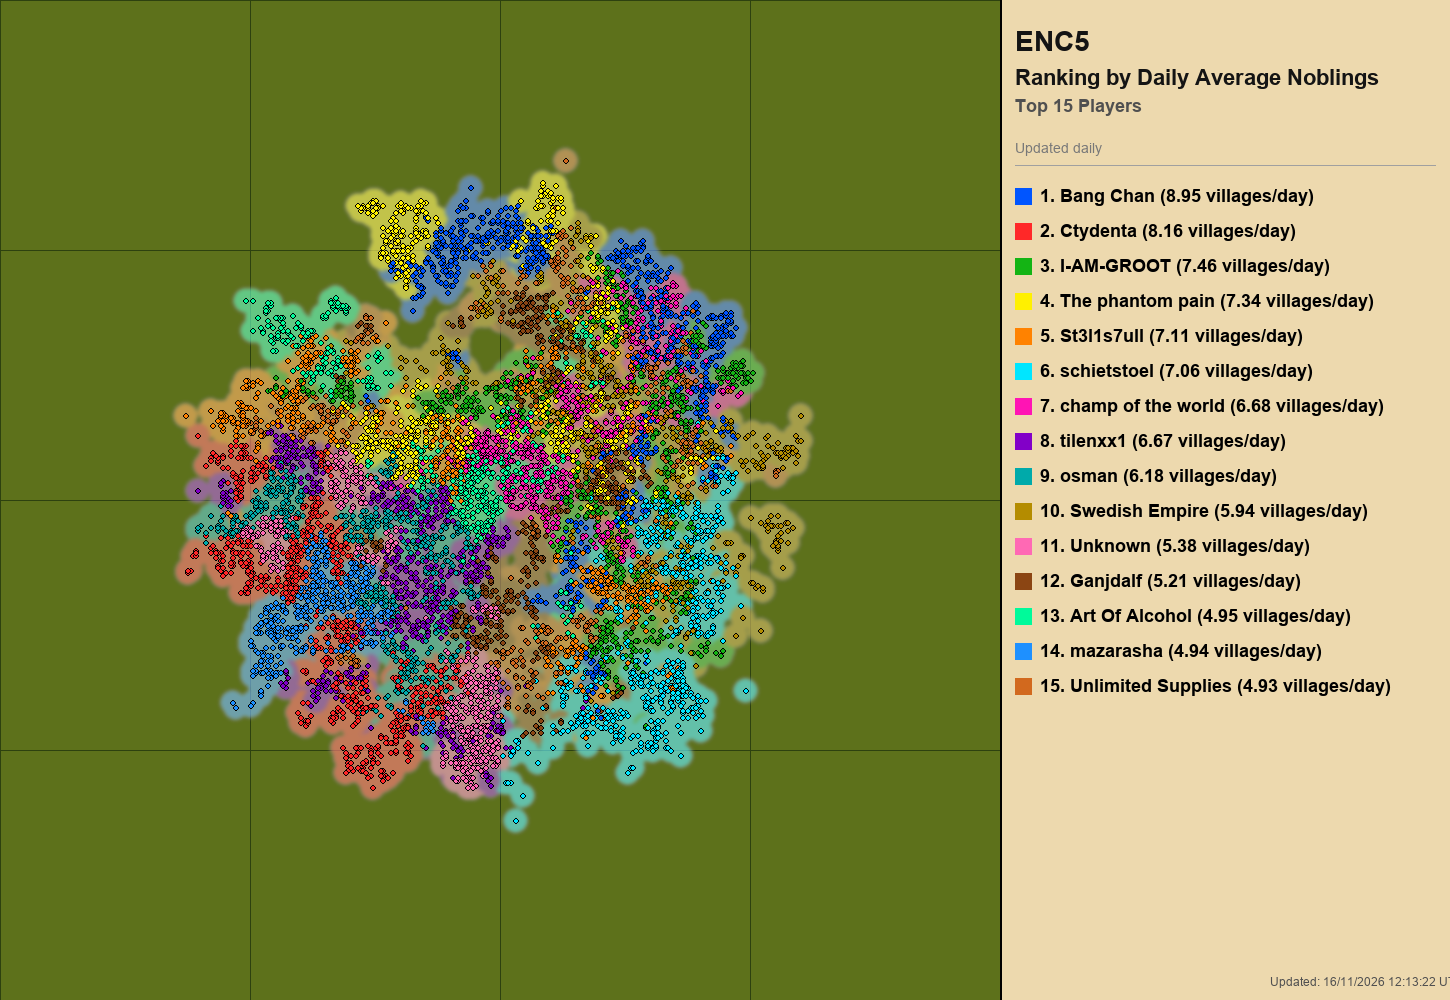 ENC5
Ranking by Daily Average Noblings
Top 15 Players
Updated daily
1. Bang Chan (8.95 villages/day)
2. Ctydenta (8.16 villages/day)
3. I-AM-GROOT (7.46 villages/day)
4. The phantom pain (7.34 villages/day)
5. St3l1s7ull (7.11 villages/day)
6. schietstoel (7.06 villages/day)
7. champ of the world (6.68 villages/day)
8. tilenxx1 (6.67 villages/day)
9. osman (6.18 villages/day)
10. Swedish Empire (5.94 villages/day)
11. Unknown (5.38 villages/day)
12. Ganjdalf (5.21 villages/day)
13. Art Of Alcohol (4.95 villages/day)
14. mazarasha (4.94 villages/day)
15. Unlimited Supplies (4.93 villages/day)
Updated: 16/11/2026 12:13:22